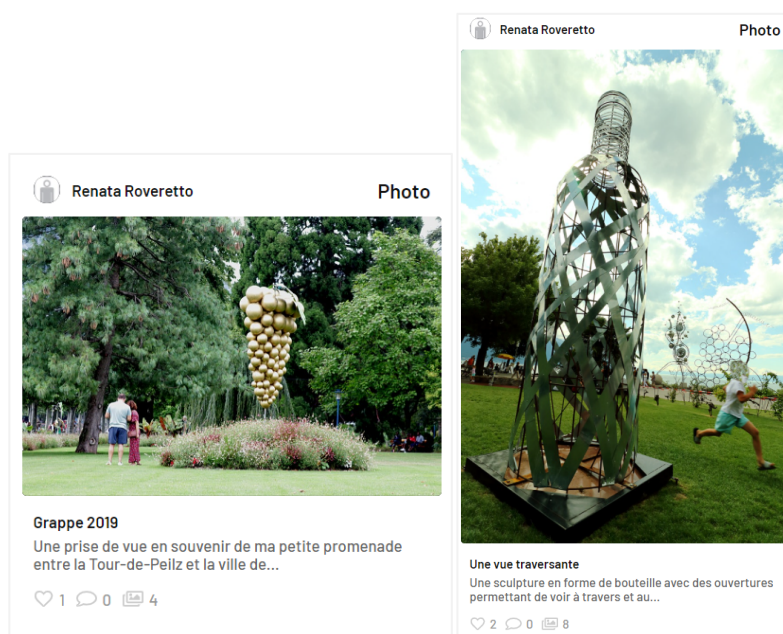 Renata Roveretto
Photo
Grappe 2019
Une prise de vue en souvenir de ma petite promenade
entre la Tour-de-Peilz et la ville de...
1 0 4
Renata Roveretto
Photo
Une vue traversante
Une sculpture en forme de bouteille avec des ouvertures
permettant de voir à travers et au...
2 0 8